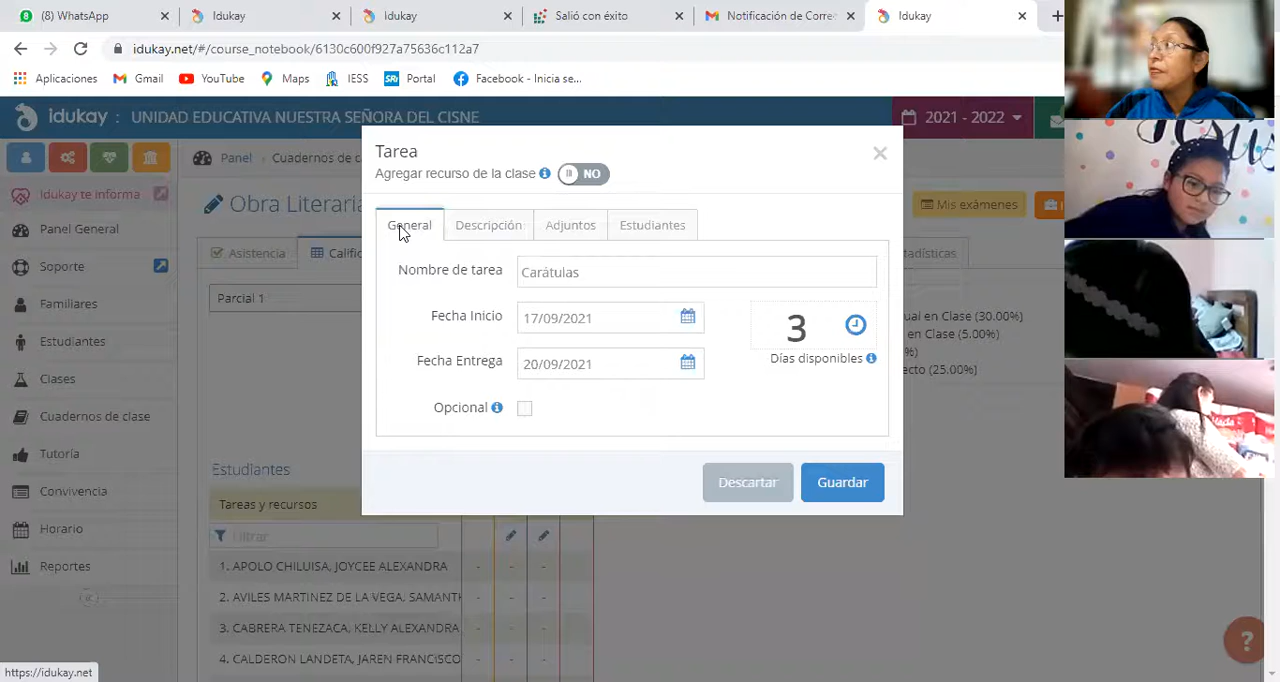 (8) WhatsApp
Idukay
Idukay
Salió con éxito
Notificación de Corre
Idukay
idukay.net/#/course_notebook/6130c600f927a75636c112a7
Aplicaciones
Gmail
YouTube
Maps
IESS
SRi Portal
Facebook - Inicia se...
idukay : UNIDAD EDUCATIVA NUESTRA SEÑORA DEL CISNE
2021 - 2022
Panel
Cuadernos de c
Idukay te informa
Panel General
Soporte
Familiares
Estudiantes
Clases
Cuadernos de clase
Tutoría
Convivencia
Horario
Reportes
Obra Literaria
Mis exámenes
Asistencia
Calific
adísticas
Parcial 1
ual en Clase (30.00%)
n de Clase (5.00%)
%)
ecto (25.00%)
Tarea
Agregar recurso de la clase
NO
General
Descripción
Adjuntos
Estudiantes
Nombre de tarea
Carátulas
Fecha Inicio
17/09/2021
3
Días disponibles
Fecha Entrega
20/09/2021
Opcional
Descartar
Guardar
Estudiantes
Tareas y recursos
Filtrar
1. APOLO CHILUISA, JOYCEE ALEXANDRA
2. AVILES MARTINEZ DE LA VEGA, SAMANT
3. CABRERA TENEZACA, KELLY ALEXANDRA
4. CALDERON LANDETA, JAREN FRANCISCO
?
https://idukay.net